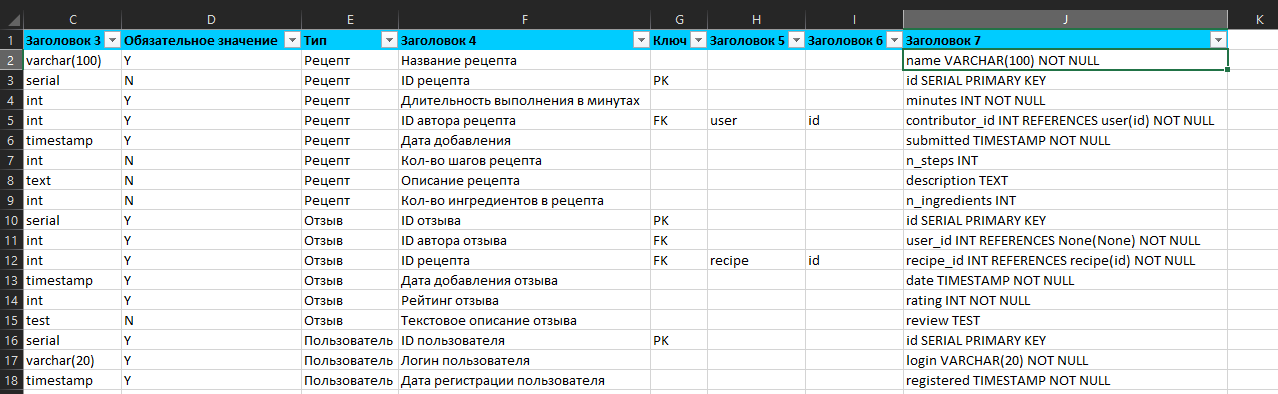 C D E F G H I J K
1 Заголовок 3 Обязательное значение Тип Заголовок 4 Ключ Заголовок 5 Заголовок 6 Заголовок 7
2 varchar(100) Y Рецепт Название рецепта name VARCHAR(100) NOT NULL
3 serial N Рецепт ID рецепта PK id SERIAL PRIMARY KEY
4 int Y Рецепт Длительность выполнения в минутах minutes INT NOT NULL
5 int Y Рецепт ID автора рецепта FK user id contributor_id INT REFERENCES user(id) NOT NULL
6 timestamp Y Рецепт Дата добавления submitted TIMESTAMP NOT NULL
7 int N Рецепт Кол-во шагов рецепта n_steps INT
8 text N Рецепт Описание рецепта description TEXT
9 int N Рецепт Кол-во ингредиентов в рецепта n_ingredients INT
10 serial Y Отзыв ID отзыва PK id SERIAL PRIMARY KEY
11 int Y Отзыв ID автора отзыва FK user_id INT REFERENCES None(None) NOT NULL
12 int Y Отзыв ID рецепта FK recipe id recipe_id INT REFERENCES recipe(id) NOT NULL
13 timestamp Y Отзыв Дата добавления отзыва date TIMESTAMP NOT NULL
14 int Y Отзыв Рейтинг отзыва rating INT NOT NULL
15 test N Отзыв Текстовое описание отзыва review TEST
16 serial Y Пользователь ID пользователя PK id SERIAL PRIMARY KEY
17 varchar(20) Y Пользователь Логин пользователя login VARCHAR(20) NOT NULL
18 timestamp Y Пользователь Дата регистрации пользователя registered TIMESTAMP NOT NULL